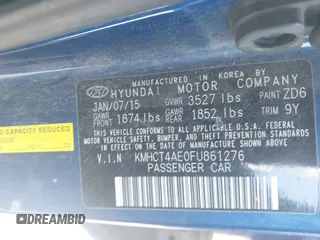 MANUFACTURED IN KOREA BY
HYUNDAI MOTOR COMPANY
JAN/07/15 GVWR 3527 lbs PAINT ZD6
GAWR FRONT 1874 lbs GAWR REAR 1852 lbs TRIM 9Y
THIS VEHICLE CONFORMS TO ALL APPLICABLE FEDERAL
MOTOR VEHICLE SAFETY, BUMPER, AND THEFT
PREVENTION STANDARDS IN EFFECT ON THE DATE OF
MANUFACTURE SHOWN ABOVE.
V.I.N KMHCT4AE0FU861276
PASSENGER CAR
S CAPACITY REDUCED
DRIVEHUB.COM